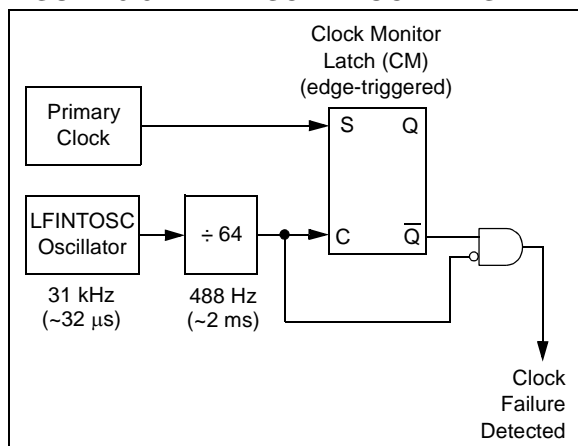 Clock Monitor
Latch (CM)
(edge-triggered)
Primary
Clock
S
Q
LFINTOSC
Oscillator
÷ 64
C
Q̅
31 kHz
(~32 μs)
488 Hz
(~2 ms)
Clock
Failure
Detected